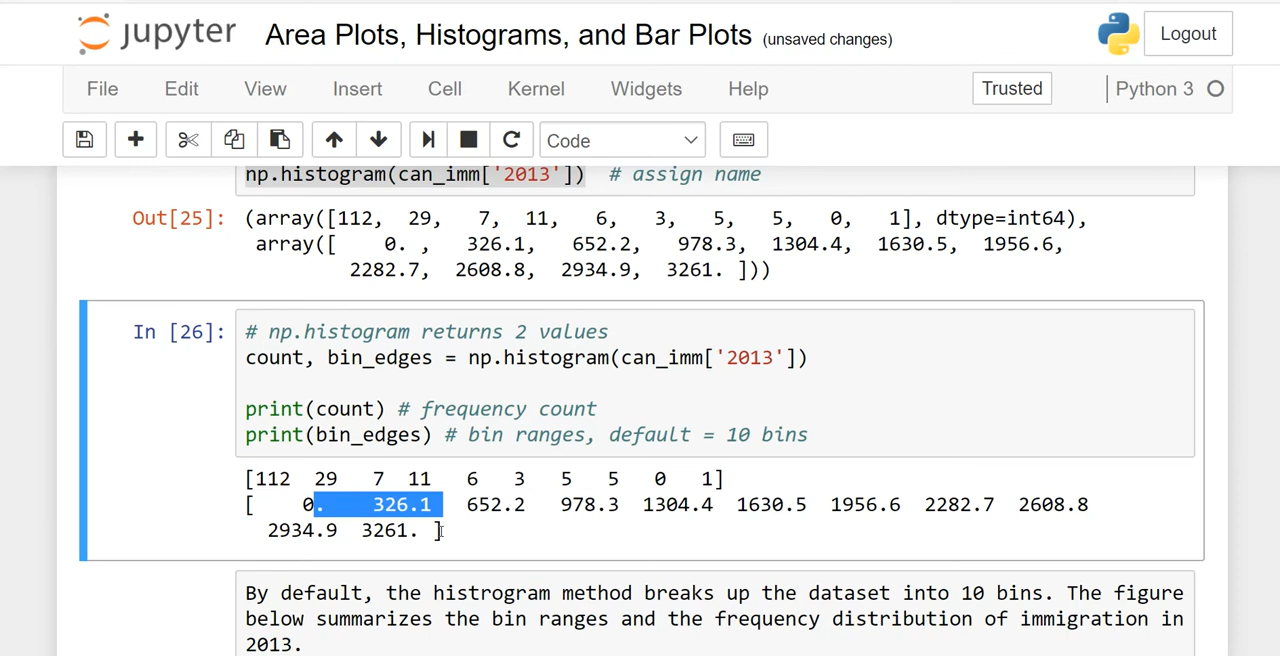 jupyter Area Plots, Histograms, and Bar Plots (unsaved changes) Logout
File Edit View Insert Cell Kernel Widgets Help Trusted Python 3
Code
np.histogram(can_imm['2013']) # assign name
Out[25]: (array([112, 29, 7, 11, 6, 3, 5, 5, 0, 1], dtype=int64),
array([ 0. , 326.1, 652.2, 978.3, 1304.4, 1630.5, 1956.6,
2282.7, 2608.8, 2934.9, 3261. ]))
In [26]: # np.histogram returns 2 values
count, bin_edges = np.histogram(can_imm['2013'])
print(count) # frequency count
print(bin_edges) # bin ranges, default = 10 bins
[112 29 7 11 6 3 5 5 0 1]
[ 0. 326.1 652.2 978.3 1304.4 1630.5 1956.6 2282.7 2608.8
2934.9 3261. ]
By default, the histrogram method breaks up the dataset into 10 bins. The figure
below summarizes the bin ranges and the frequency distribution of immigration in
2013.